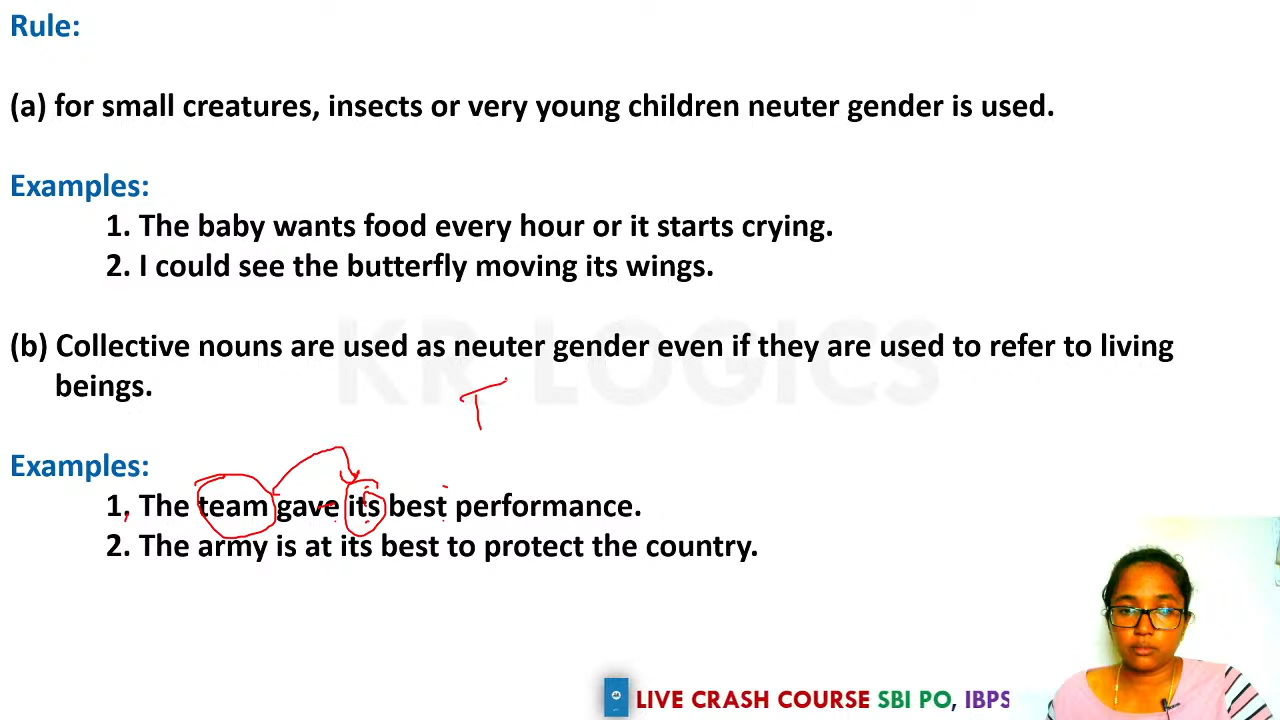 Rule:
(a) for small creatures, insects or very young children neuter gender is used.
Examples:
1. The baby wants food every hour or it starts crying.
2. I could see the butterfly moving its wings.
(b) Collective nouns are used as neuter gender even if they are used to refer to living
beings.
KR LOGICS
T
Examples:
1. The team gave its best performance.
2. The army is at its best to protect the country.
LIVE CRASH COURSE SBI PO, IBPS